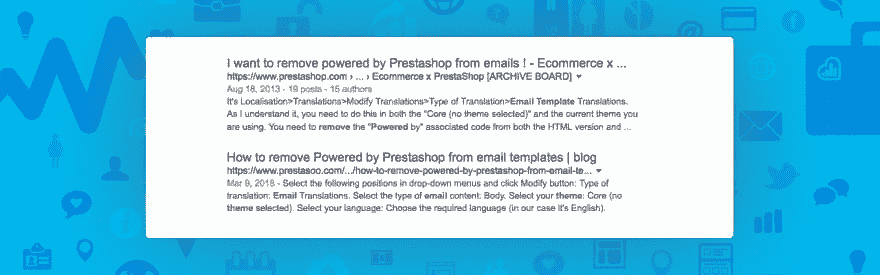 I want to remove powered by Prestashop from emails ! - Ecommerce x ...
https://www.prestashop.com › ... › Ecommerce x PrestaShop [ARCHIVE BOARD]
Aug 18, 2013 - 19 posts - 15 authors
It's Localisation>Translations>Modify Translations>Type of Translation>Email Template Translations.
As I understand it, you need to do this in both the "Core (no theme selected)" and the current theme you
are using. You need to remove the "Powered by" associated code from both the HTML version and ...
How to remove Powered by Prestashop from email templates | blog
https://www.prestasoo.com/.../how-to-remove-powered-by-prestashop-from-email-te...
Mar 9, 2018 - Select the following positions in drop-down menus and click Modify button: Type of
translation: Email Translations. Select the type of email content: Body. Select your theme: Core (no
theme selected). Select your language: Choose the required language (in our case it's English).